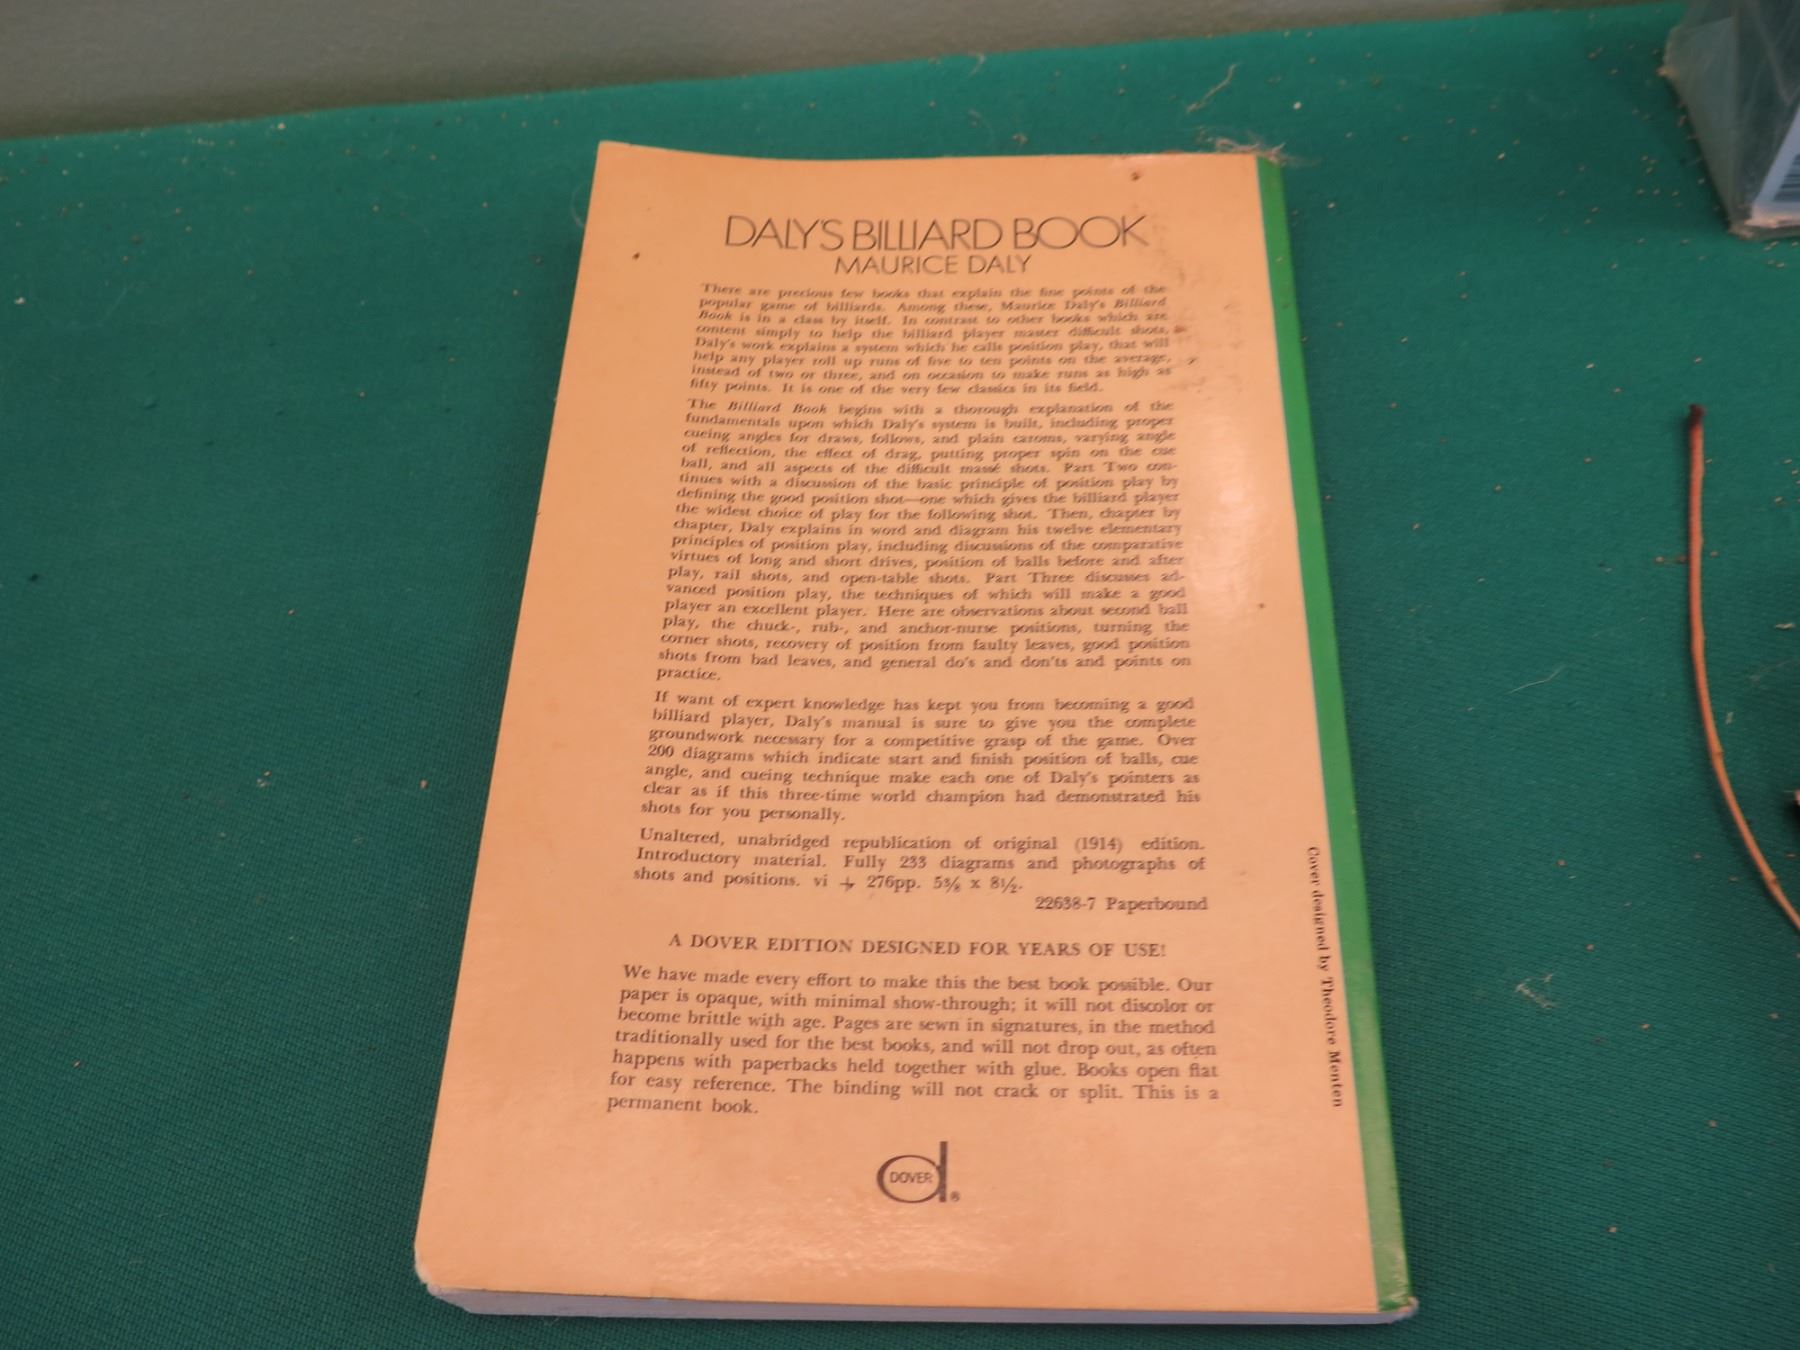 DALY'S BILLIARD BOOK
MAURICE DALY
There are precious few books that explain the fine points of the
popular game of billiards. Among these, Maurice Daly's Billiard
Book is in a class by itself. In contrast to other books which are
content simply to help the billiard player master difficult shots,
Daly's work explains a system which he calls position play, that will
help any player roll up runs of five to ten points on the average,
instead of two or three, and on occasion to make runs as high as
fifty points. It is one of the very few classics in its field.
The Billiard Book begins with a thorough explanation of the
fundamentals upon which Daly's system is built, including proper
cueing angles for draws, follows, and plain caroms, varying angle
of reflection, the effect of drag, putting proper spin on the cue
ball, and all aspects of the difficult massé shots. Part Two con-
tinues with a discussion of the basic principle of position play by
defining the good position shot—one which gives the billiard player
the widest choice of play for the following shot. Then, chapter by
chapter, Daly explains in word and diagram his twelve elementary
principles of position play, including discussions of the comparative
virtues of long and short drives, position of balls before and after
play, rail shots, and open-table shots. Part Three discusses ad-
vanced position play, the techniques of which will make a good
player an excellent player. Here are observations about second ball
play, the chuck-, rub-, and anchor-nurse positions, turning the
corner shots, recovery of position from faulty leaves, good position
shots from bad leaves, and general do's and don'ts and points on
practice.
If want of expert knowledge has kept you from becoming a good
billiard player, Daly's manual is sure to give you the complete
groundwork necessary for a competitive grasp of the game. Over
200 diagrams which indicate start and finish position of balls, cue
angle, and cueing technique make each one of Daly's pointers as
clear as if this three-time world champion had demonstrated his
shots for you personally.
Unaltered, unabridged republication of original (1914) edition.
Introductory material. Fully 233 diagrams and photographs of
shots and positions. vi + 276pp. 5⅜ x 8½.
22638-7 Paperbound
A DOVER EDITION DESIGNED FOR YEARS OF USE!
We have made every effort to make this the best book possible. Our
paper is opaque, with minimal show-through; it will not discolor or
become brittle with age. Pages are sewn in signatures, in the method
traditionally used for the best books, and will not drop out, as often
happens with paperbacks held together with glue. Books open flat
for easy reference. The binding will not crack or split. This is a
permanent book.
d DOVER ®
Cover designed by Theodore Menten